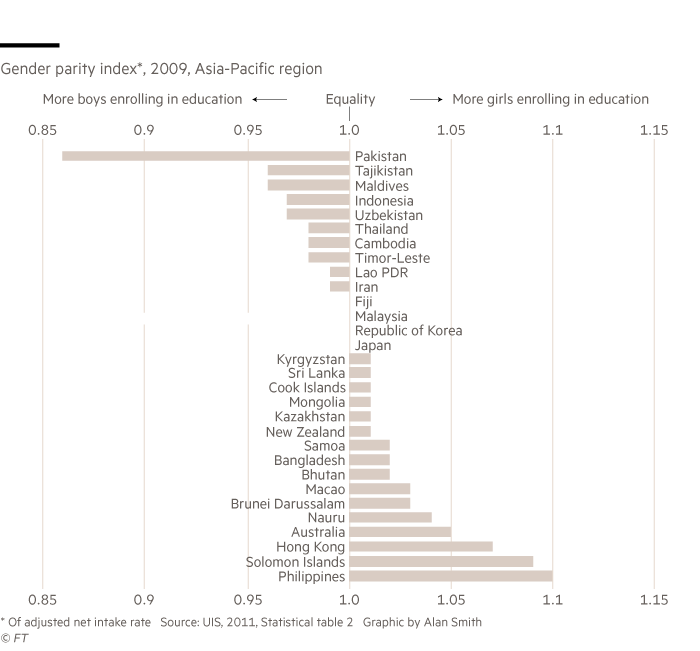 Gender parity index*, 2009, Asia-Pacific region
More boys enrolling in education Equality More girls enrolling in education
0.85 0.9 0.95 1.0 1.05 1.1 1.15
Pakistan
Tajikistan
Maldives
Indonesia
Uzbekistan
Thailand
Cambodia
Timor-Leste
Lao PDR
Iran
Fiji
Malaysia
Republic of Korea
Japan
Kyrgyzstan
Sri Lanka
Cook Islands
Mongolia
Kazakhstan
New Zealand
Samoa
Bangladesh
Bhutan
Macao
Brunei Darussalam
Nauru
Australia
Hong Kong
Solomon Islands
Philippines
0.85 0.9 0.95 1.0 1.05 1.1 1.15
* Of adjusted net intake rate Source: UIS, 2011, Statistical table 2 Graphic by Alan Smith
© FT